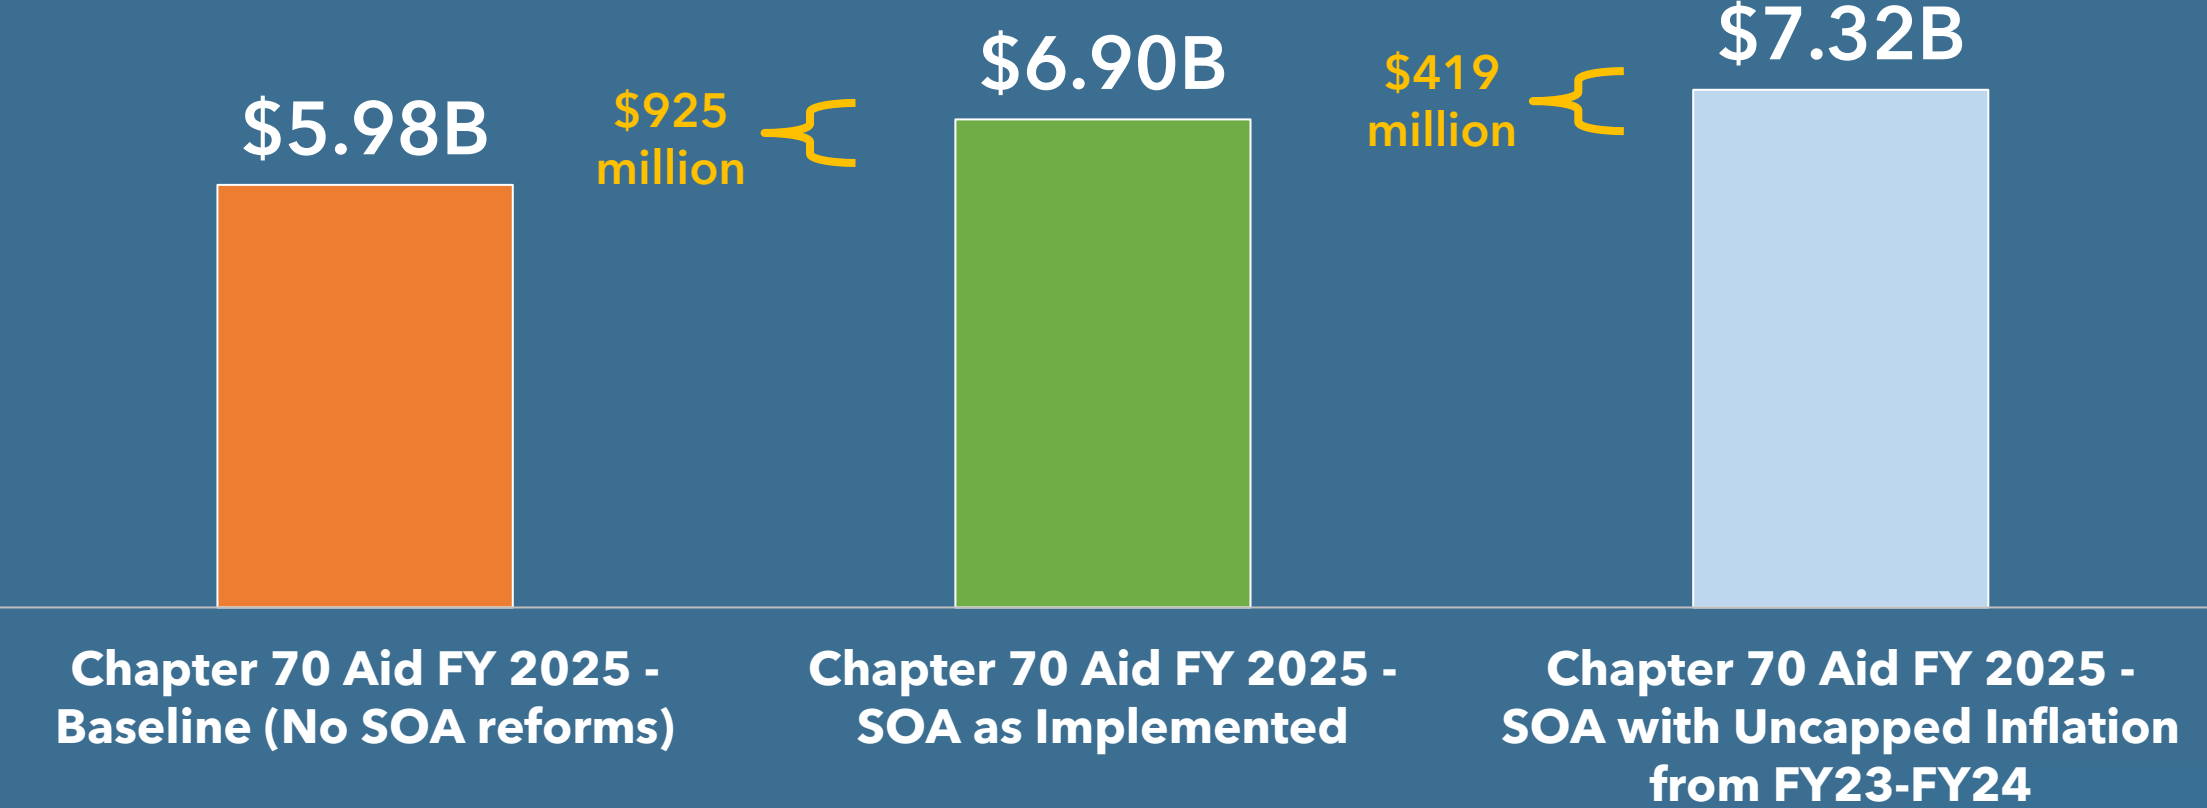 $5.98B
$925
million
$6.90B
$419
million
$7.32B
Chapter 70 Aid FY 2025 -
Baseline (No SOA reforms)
Chapter 70 Aid FY 2025 -
SOA as Implemented
Chapter 70 Aid FY 2025 -
SOA with Uncapped Inflation
from FY23-FY24